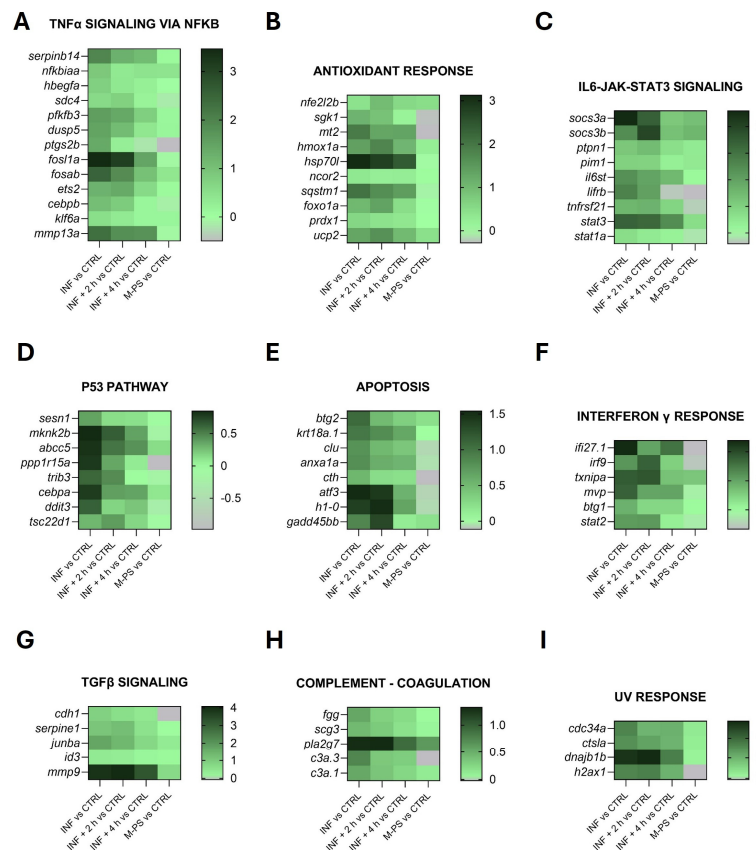 A
TNFα SIGNALING VIA NFKB
serpinb14
nfkbiaa
hbegfa
sdc4
pfkfb3
dusp5
ptgs2b
fosl1a
fosab
ets2
cebpb
klf6a
mmp13a
3
2
1
0
INF vs CTRL
INF + 2 h vs CTRL
INF + 4 h vs CTRL
M-PS vs CTRL
B
ANTIOXIDANT RESPONSE
nfe2l2b
sgk1
mt2
hmox1a
hsp70l
ncor2
sqstm1
foxo1a
prdx1
ucp2
3
2
1
0
INF vs CTRL
INF + 2 h vs CTRL
INF + 4 h vs CTRL
M-PS vs CTRL
C
IL6-JAK-STAT3 SIGNALING
socs3a
socs3b
ptpn1
pim1
il6st
lifrb
tnfrsf21
stat3
stat1a
INF vs CTRL
INF + 2 h vs CTRL
INF + 4 h vs CTRL
M-PS vs CTRL
D
P53 PATHWAY
sesn1
mknk2b
abcc5
ppp1r15a
trib3
cebpa
ddit3
tsc22d1
0.5
0
-0.5
INF vs CTRL
INF + 2 h vs CTRL
INF + 4 h vs CTRL
M-PS vs CTRL
E
APOPTOSIS
btg2
krt18a.1
clu
anxa1a
cth
atf3
h1-0
gadd45bb
1.5
1.0
0.5
0
INF vs CTRL
INF + 2 h vs CTRL
INF + 4 h vs CTRL
M-PS vs CTRL
F
INTERFERON γ RESPONSE
ifi27.1
irf9
txnipa
mvp
btg1
stat2
INF vs CTRL
INF + 2 h vs CTRL
INF + 4 h vs CTRL
M-PS vs CTRL
G
TGFβ SIGNALING
cdh1
serpine1
junba
id3
mmp9
4
3
2
1
0
INF vs CTRL
INF + 2 h vs CTRL
INF + 4 h vs CTRL
M-PS vs CTRL
H
COMPLEMENT - COAGULATION
fgg
scg3
pla2g7
c3a.3
c3a.1
1.0
0.5
0
INF vs CTRL
INF + 2 h vs CTRL
INF + 4 h vs CTRL
M-PS vs CTRL
I
UV RESPONSE
cdc34a
ctsla
dnajb1b
h2ax1
INF vs CTRL
INF + 2 h vs CTRL
INF + 4 h vs CTRL
M-PS vs CTRL